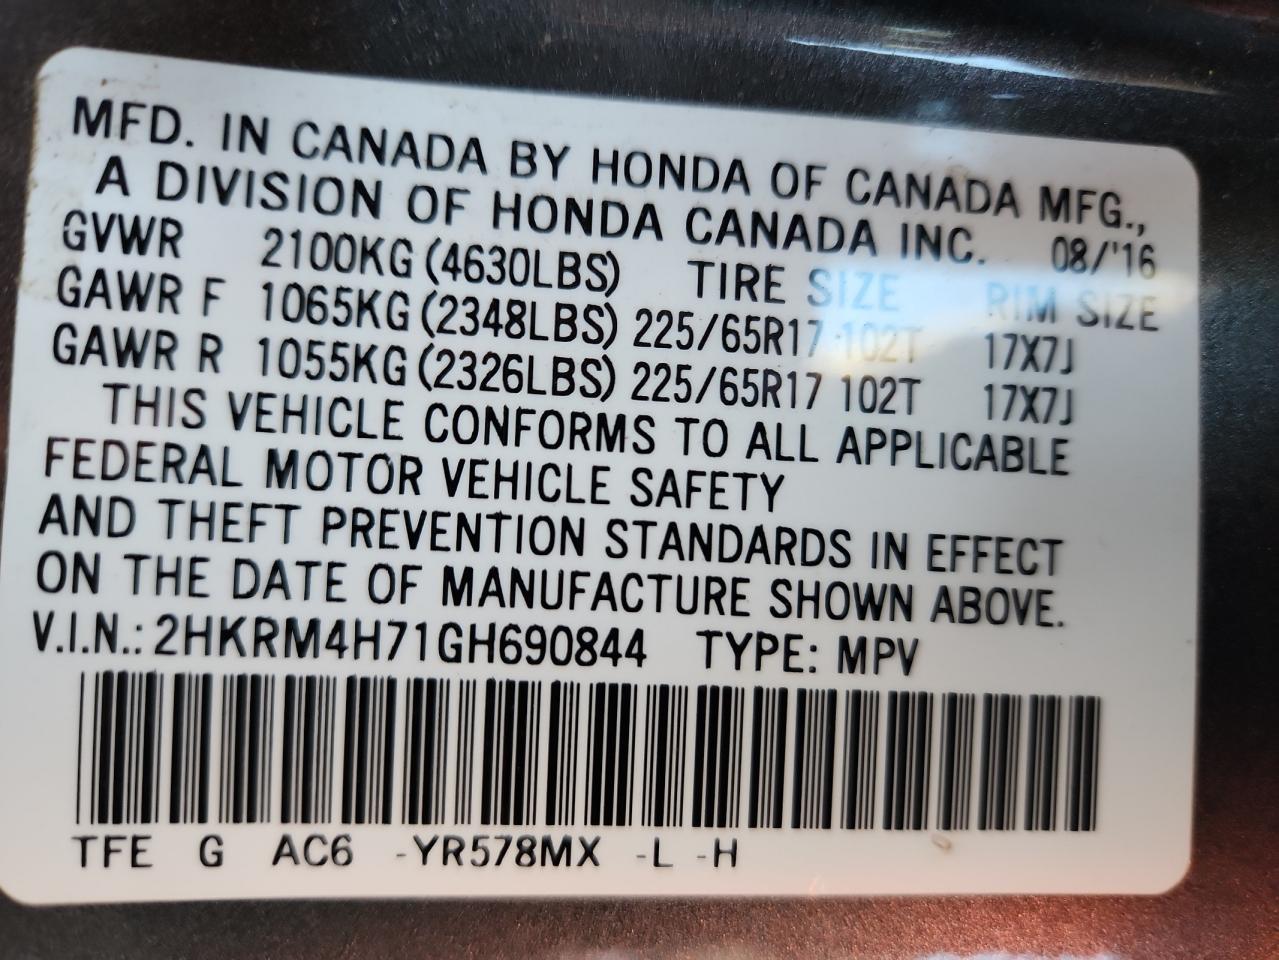 MFD. IN CANADA BY HONDA OF CANADA MFG.,
A DIVISION OF HONDA CANADA INC. 08/'16
GVWR 2100KG (4630LBS) TIRE SIZE RIM SIZE
GAWR F 1065KG (2348LBS) 225/65R17 102T 17X7J
GAWR R 1055KG (2326LBS) 225/65R17 102T 17X7J
THIS VEHICLE CONFORMS TO ALL APPLICABLE
FEDERAL MOTOR VEHICLE SAFETY
AND THEFT PREVENTION STANDARDS IN EFFECT
ON THE DATE OF MANUFACTURE SHOWN ABOVE.
V.I.N.: 2HKRM4H71GH690844 TYPE: MPV
TFE G AC6 -YR578MX -L -H